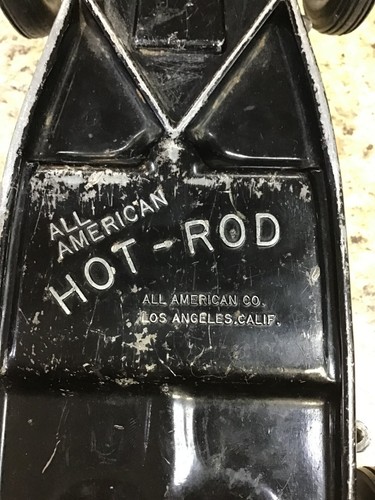 ALL
AMERICAN
HOT-ROD
ALL AMERICAN CO.
LOS ANGELES, CALIF.